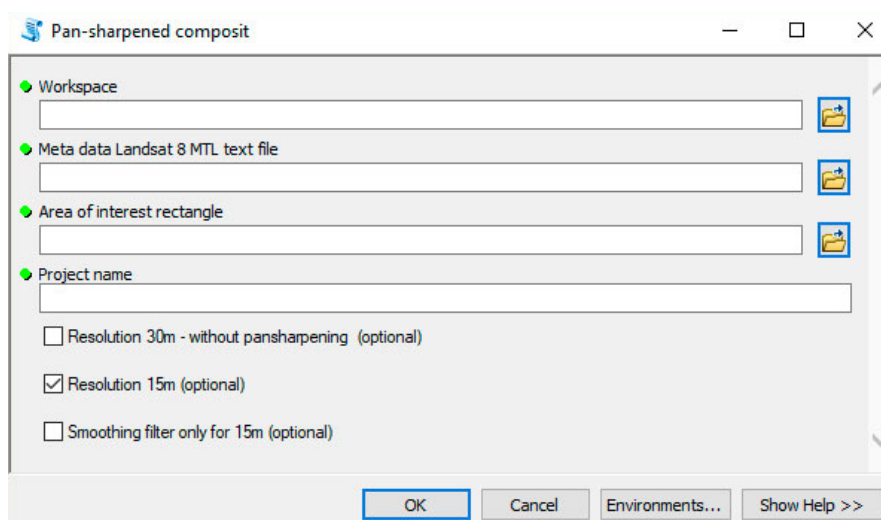 Pan-sharpened composit
Workspace
Meta data Landsat 8 MTL text file
Area of interest rectangle
Project name
Resolution 30m - without pansharpening (optional)
Resolution 15m (optional)
Smoothing filter only for 15m (optional)
OK Cancel Environments... Show Help >>